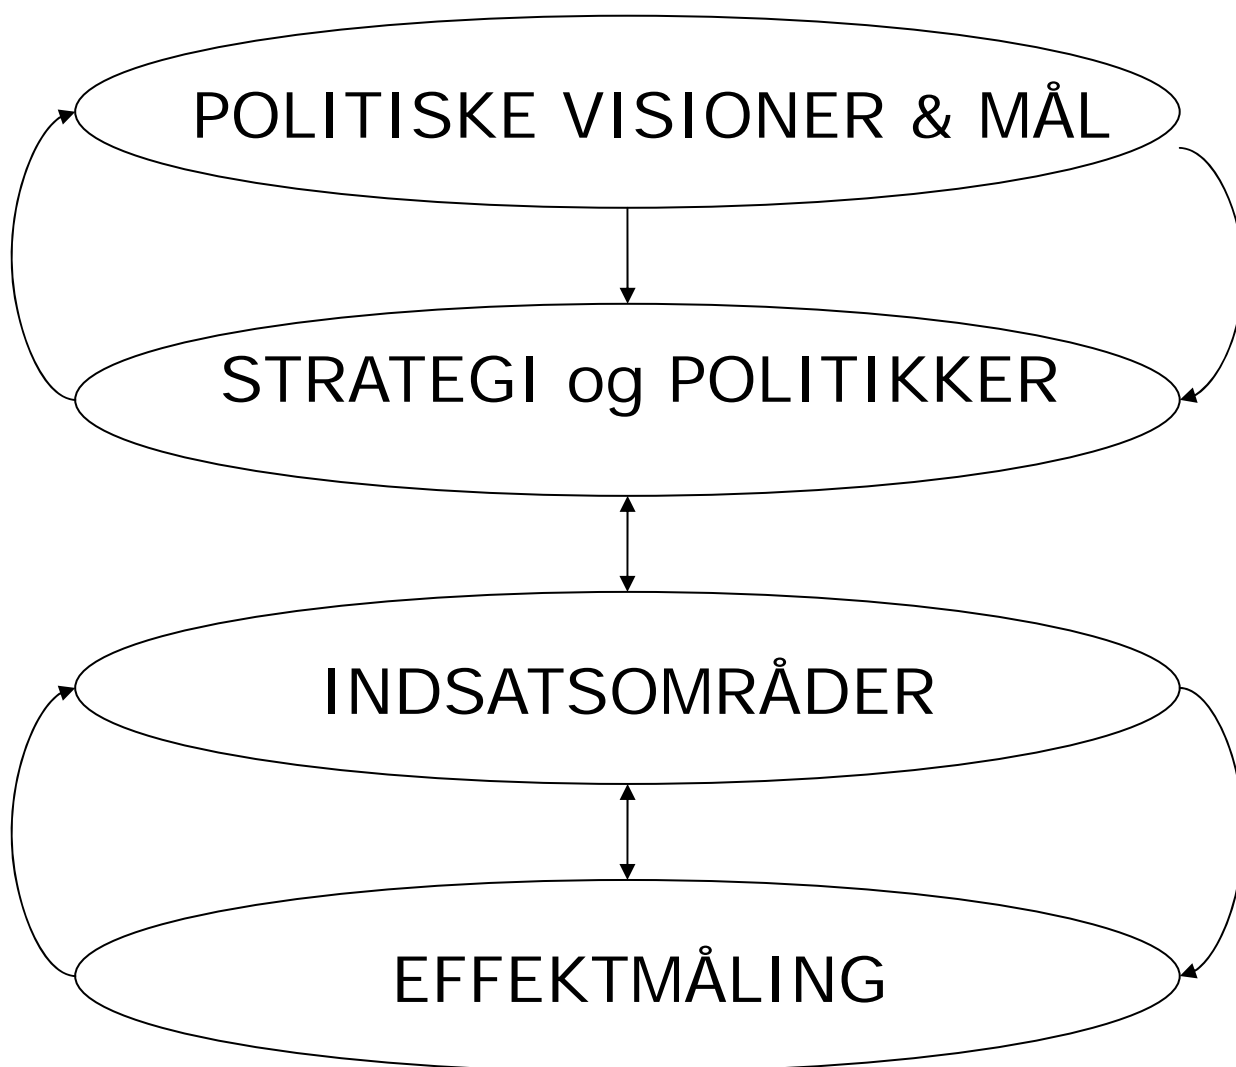 POLITISKE VISIONER & MÅL
STRATEGI og POLITIKKER
INDSATSOMRÅDER
EFFEKTMÅLING